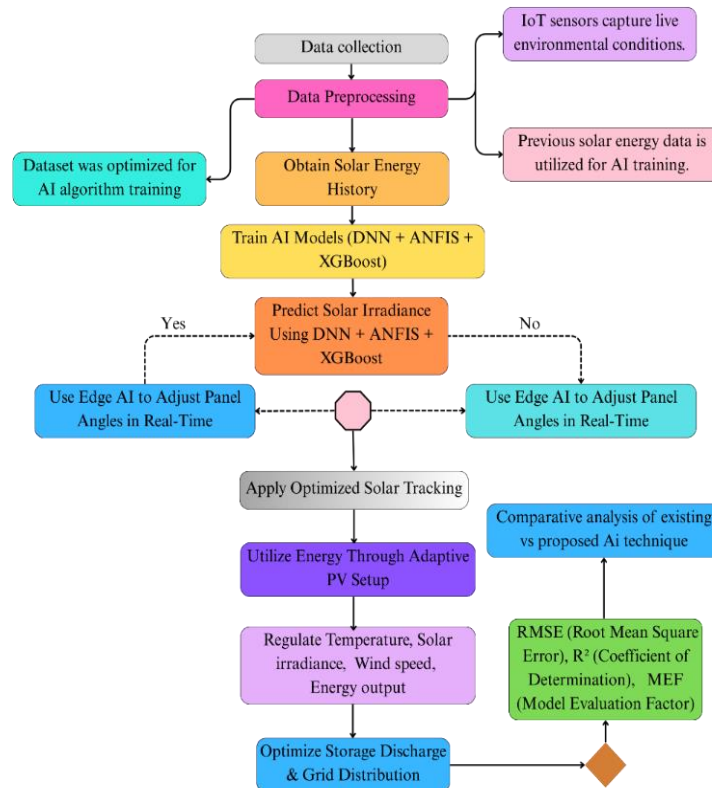 Data collection
IoT sensors capture live
environmental conditions.
Data Preprocessing
Dataset was optimized for
AI algorithm training
Obtain Solar Energy
History
Previous solar energy data is
utilized for AI training.
Train AI Models (DNN + ANFIS +
XGBoost)
Yes
Predict Solar Irradiance
Using DNN + ANFIS +
XGBoost
No
Use Edge AI to Adjust Panel
Angles in Real-Time
Use Edge AI to Adjust Panel
Angles in Real-Time
Apply Optimized Solar Tracking
Utilize Energy Through Adaptive
PV Setup
Regulate Temperature, Solar
irradiance, Wind speed,
Energy output
Optimize Storage Discharge
& Grid Distribution
Comparative analysis of existing
vs proposed Ai technique
RMSE (Root Mean Square
Error), R² (Coefficient of
Determination), MEF
(Model Evaluation Factor)